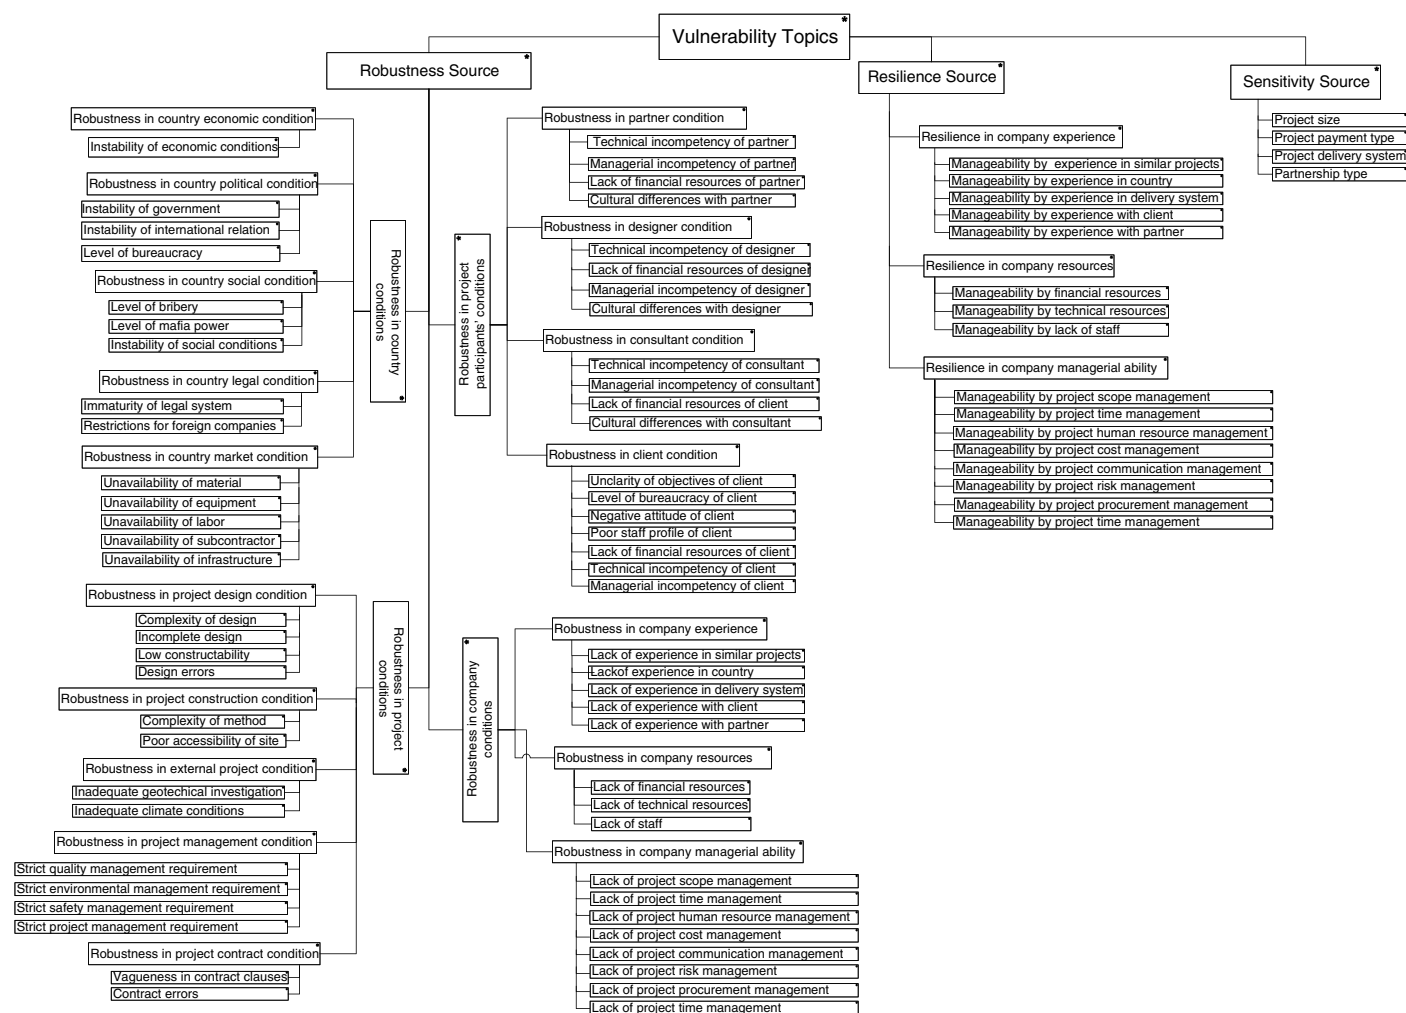 Vulnerability Topics
Robustness Source
Robustness in country
conditions
Robustness in country economic condition
Instability of economic conditions
Robustness in country political condition
Instability of government
Instability of international relation
Level of bureaucracy
Robustness in country social condition
Level of bribery
Level of mafia power
Instability of social conditions
Robustness in country legal condition
Immaturity of legal system
Restrictions for foreign companies
Robustness in country market condition
Unavailability of material
Unavailability of equipment
Unavailability of labor
Unavailability of subcontractor
Unavailability of infrastructure
Robustness in project
conditions
Robustness in project design condition
Complexity of design
Incomplete design
Low constructability
Design errors
Robustness in project construction condition
Complexity of method
Poor accessibility of site
Robustness in external project condition
Inadequate geotechical investigation
Inadequate climate conditions
Robustness in project management condition
Strict quality management requirement
Strict environmental management requirement
Strict safety management requirement
Strict project management requirement
Robustness in project contract condition
Vagueness in contract clauses
Contract errors
Robustness in project
participants' conditions
Robustness in partner condition
Technical incompetency of partner
Managerial incompetency of partner
Lack of financial resources of partner
Cultural differences with partner
Robustness in designer condition
Technical incompetency of designer
Lack of financial resources of designer
Managerial incompetency of designer
Cultural differences with designer
Robustness in consultant condition
Technical incompetency of consultant
Managerial incompetency of consultant
Lack of financial resources of client
Cultural differences with consultant
Robustness in client condition
Unclarity of objectives of client
Level of bureaucracy of client
Negative attitude of client
Poor staff profile of client
Lack of financial resources of client
Technical incompetency of client
Managerial incompetency of client
Robustness in company
conditions
Robustness in company experience
Lack of experience in similar projects
Lackof experience in country
Lack of experience in delivery system
Lack of experience with client
Lack of experience with partner
Robustness in company resources
Lack of financial resources
Lack of technical resources
Lack of staff
Robustness in company managerial ability
Lack of project scope management
Lack of project time management
Lack of project human resource management
Lack of project cost management
Lack of project communication management
Lack of project risk management
Lack of project procurement management
Lack of project time management
Resilience Source
Resilience in company experience
Manageability by experience in similar projects
Manageability by experience in country
Manageability by experience in delivery system
Manageability by experience with client
Manageability by experience with partner
Resilience in company resources
Manageability by financial resources
Manageability by technical resources
Manageability by lack of staff
Resilience in company managerial ability
Manageability by project scope management
Manageability by project time management
Manageability by project human resource management
Manageability by project cost management
Manageability by project communication management
Manageability by project risk management
Manageability by project procurement management
Manageability by project time management
Sensitivity Source
Project size
Project payment type
Project delivery system
Partnership type